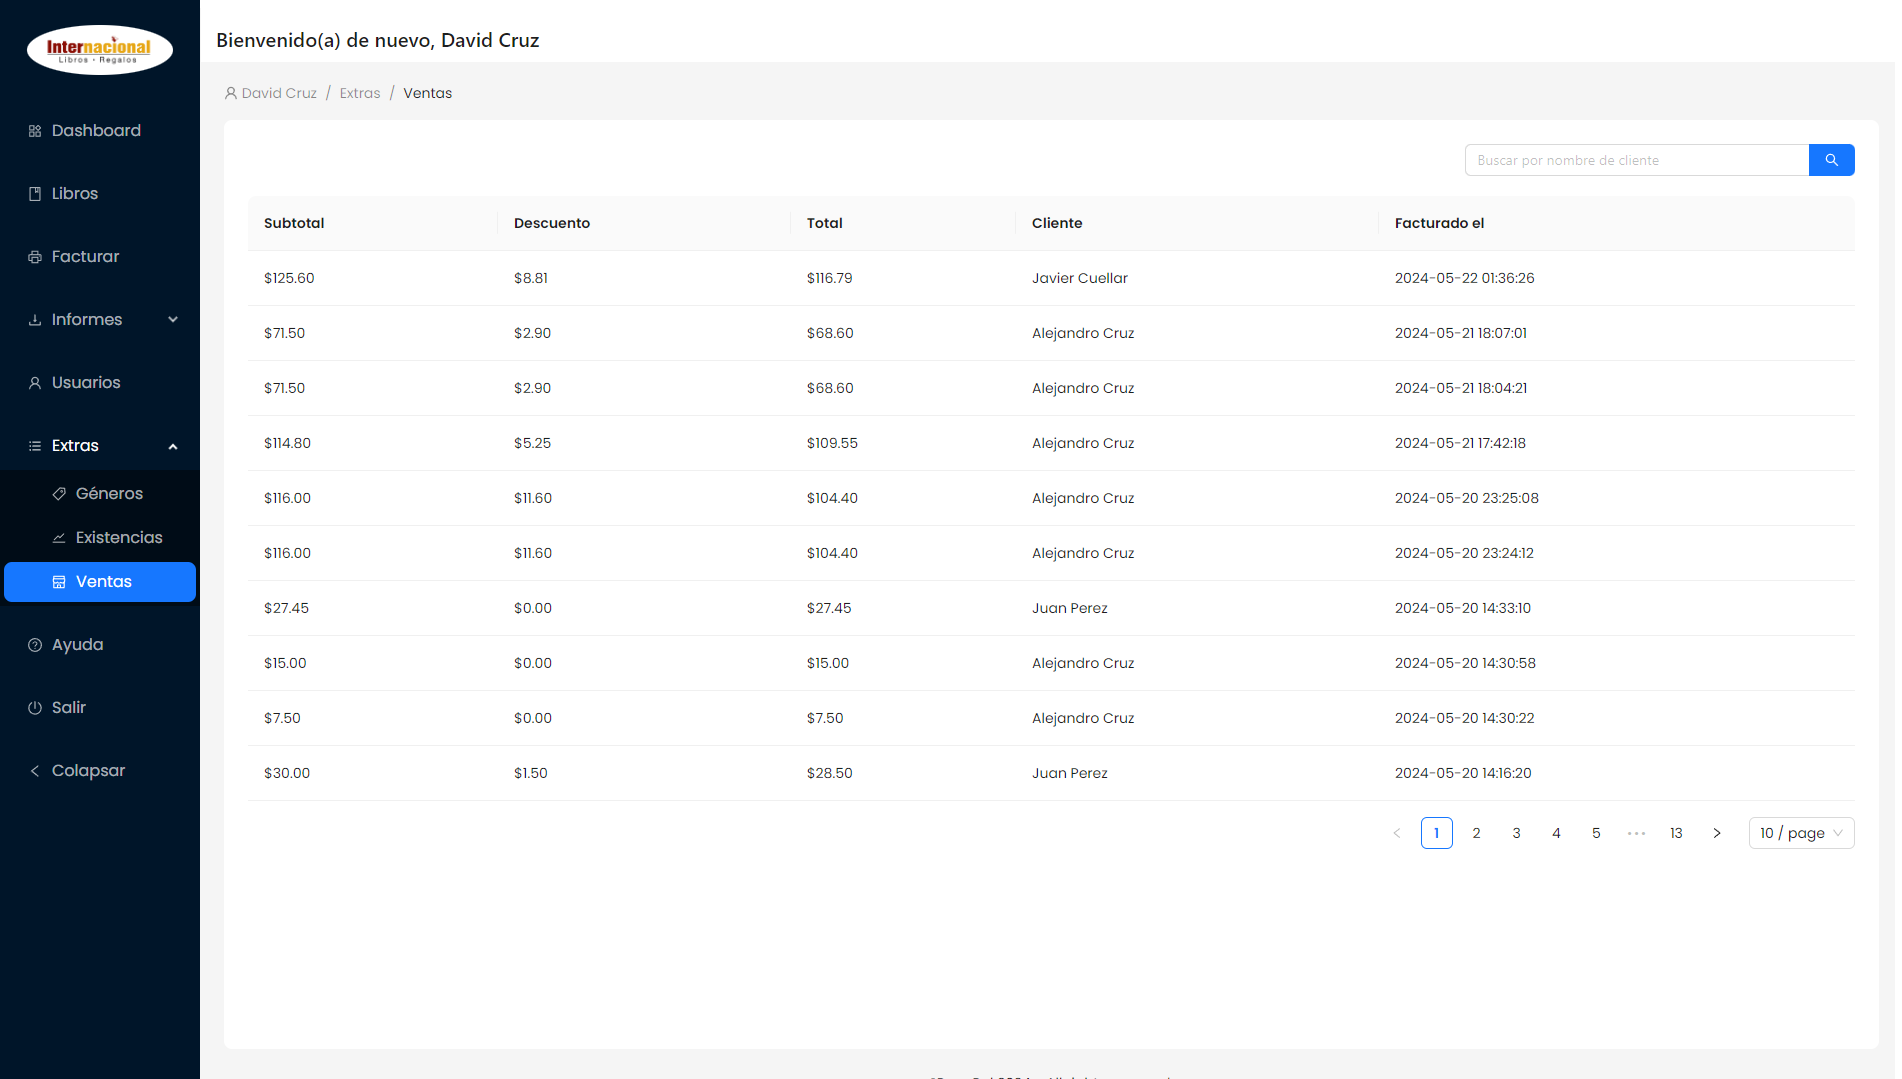 Internacional
Libros • Regalos
Bienvenido(a) de nuevo, David Cruz
David Cruz / Extras / Ventas
Dashboard
Libros
Facturar
Informes
Usuarios
Extras
Géneros
Existencias
Ventas
Ayuda
Salir
Colapsar
Buscar por nombre de cliente
Subtotal Descuento Total Cliente Facturado el
$125.60 $8.81 $116.79 Javier Cuellar 2024-05-22 01:36:26
$71.50 $2.90 $68.60 Alejandro Cruz 2024-05-21 18:07:01
$71.50 $2.90 $68.60 Alejandro Cruz 2024-05-21 18:04:21
$114.80 $5.25 $109.55 Alejandro Cruz 2024-05-21 17:42:18
$116.00 $11.60 $104.40 Alejandro Cruz 2024-05-20 23:25:08
$116.00 $11.60 $104.40 Alejandro Cruz 2024-05-20 23:24:12
$27.45 $0.00 $27.45 Juan Perez 2024-05-20 14:33:10
$15.00 $0.00 $15.00 Alejandro Cruz 2024-05-20 14:30:58
$7.50 $0.00 $7.50 Alejandro Cruz 2024-05-20 14:30:22
$30.00 $1.50 $28.50 Juan Perez 2024-05-20 14:16:20
1 2 3 4 5 ••• 13 10 / page